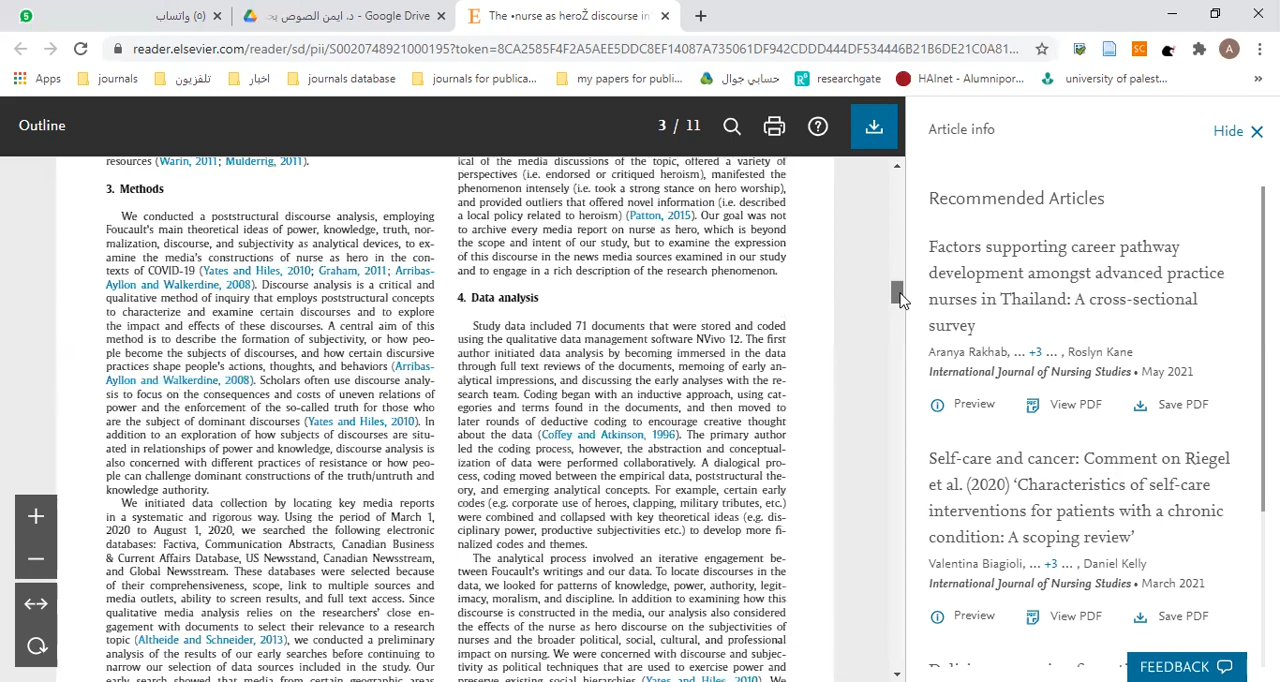 (٥) واتساب
د. ايمن الصوص يح - Google Drive
The •nurse as heroŽ discourse in
reader.elsevier.com/reader/sd/pii/S0020748921000195?token=8CA2585F4F2A5AEE5DDC8EF14087A735061DF942CDDD444DF534446B21B6DE21C0A81...
SC
A
Apps
journals
تلفزيون
اخبار
journals database
journals for publica...
my papers for publi...
حسابي جوال
researchgate
HAInet - Alumnipor...
university of palest...
»
Outline
3 / 11
resources (Warin, 2011; Mulderrig, 2011).
3. Methods
We conducted a poststructural discourse analysis, employing
Foucault's main theoretical ideas of power, knowledge, truth, nor-
malization, discourse, and subjectivity as analytical devices, to ex-
amine the media's constructions of nurse as hero in the con-
texts of COVID-19 (Yates and Hiles, 2010; Graham, 2011; Arribas-
Ayllon and Walkerdine, 2008). Discourse analysis is a critical and
qualitative method of inquiry that employs poststructural concepts
to characterize and examine certain discourses and to explore
the impact and effects of these discourses. A central aim of this
method is to describe the formation of subjectivity, or how peo-
ple become the subjects of discourses, and how certain discursive
practices shape people's actions, thoughts, and behaviors (Arribas-
Ayllon and Walkerdine, 2008). Scholars often use discourse analy-
sis to focus on the consequences and costs of uneven relations of
power and the enforcement of the so-called truth for those who
are the subject of dominant discourses (Yates and Hiles, 2010). In
addition to an exploration of how subjects of discourses are situ-
ated in relationships of power and knowledge, discourse analysis is
also concerned with different practices of resistance or how peo-
ple can challenge dominant constructions of the truth/untruth and
knowledge authority.
We initiated data collection by locating key media reports
in a systematic and rigorous way. Using the period of March 1,
2020 to August 1, 2020, we searched the following electronic
databases: Factiva, Communication Abstracts, Canadian Business
& Current Affairs Database, US Newsstand, Canadian Newsstream,
and Global Newsstream. These databases were selected because
of their comprehensiveness, scope, link to multiple sources and
media outlets, ability to screen results, and full text access. Since
qualitative media analysis relies on the researchers' close en-
gagement with documents to select their relevance to a research
topic (Altheide and Schneider, 2013), we conducted a preliminary
analysis of the results of our early searches before continuing to
narrow our selection of data sources included in the study. Our
early search showed that media from certain geographic areas
ical of the media discussions of the topic, offered a variety of
perspectives (i.e. endorsed or critiqued heroism), manifested the
phenomenon intensely (i.e. took a strong stance on hero worship),
and provided outliers that offered novel information (i.e. described
a local policy related to heroism) (Patton, 2015). Our goal was not
to archive every media report on nurse as hero, which is beyond
the scope and intent of our study, but to examine the expression
of this discourse in the news media sources examined in our study
and to engage in a rich description of the research phenomenon.
4. Data analysis
Study data included 71 documents that were stored and coded
using the qualitative data management software NVivo 12. The first
author initiated data analysis by becoming immersed in the data
through full text reviews of the documents, memoing of early an-
alytical impressions, and discussing the early analyses with the re-
search team. Coding began with an inductive approach, using cat-
egories and terms found in the documents, and then moved to
later rounds of deductive coding to encourage creative thought
about the data (Coffey and Atkinson, 1996). The primary author
led the coding process, however, the abstraction and conceptual-
ization of data were performed collaboratively. A dialogical pro-
cess, coding moved between the empirical data, poststructural the-
ory, and emerging analytical concepts. For example, certain early
codes (e.g. corporate use of heroes, clapping, military tributes, etc.)
were combined and collapsed with key theoretical ideas (e.g. dis-
ciplinary power, productive subjectivities etc.) to develop more fi-
nalized codes and themes.
The analytical process involved an iterative engagement be-
tween Foucault's writings and our data. To locate discourses in the
data, we looked for patterns of knowledge, power, authority, legit-
imacy, moralism, and discipline. In addition to examining how this
discourse is constructed in the media, our analysis also considered
the effects of the nurse as hero discourse on the subjectivities of
nurses and the broader political, social, cultural, and professional
impact on nursing. We were concerned with discourse and subjec-
tivity as political techniques that are used to exercise power and
preserve existing social hierarchies (Yates and Hiles, 2010). We
Article info
Hide
Recommended Articles
Factors supporting career pathway
development amongst advanced practice
nurses in Thailand: A cross-sectional
survey
Aranya Rakhab, ... +3 ... , Roslyn Kane
International Journal of Nursing Studies • May 2021
Preview
View PDF
Save PDF
Self-care and cancer: Comment on Riegel
et al. (2020) ‘Characteristics of self-care
interventions for patients with a chronic
condition: A scoping review’
Valentina Biagioli, ... +3 ... , Daniel Kelly
International Journal of Nursing Studies • March 2021
Preview
View PDF
Save PDF
FEEDBACK